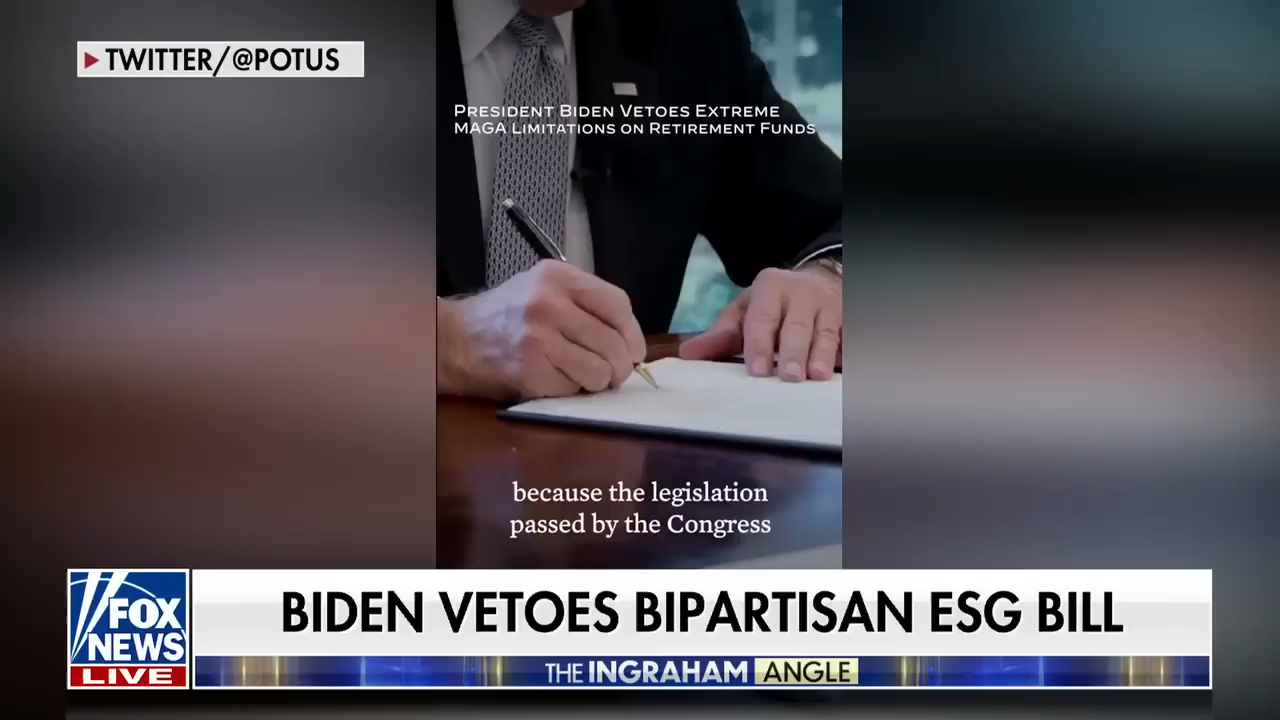 TWITTER/@POTUS
PRESIDENT BIDEN VETOES EXTREME
MAGA LIMITATIONS ON RETIREMENT FUNDS
because the legislation
passed by the Congress
FOX
NEWS
LIVE
BIDEN VETOES BIPARTISAN ESG BILL
THE INGRAHAM ANGLE